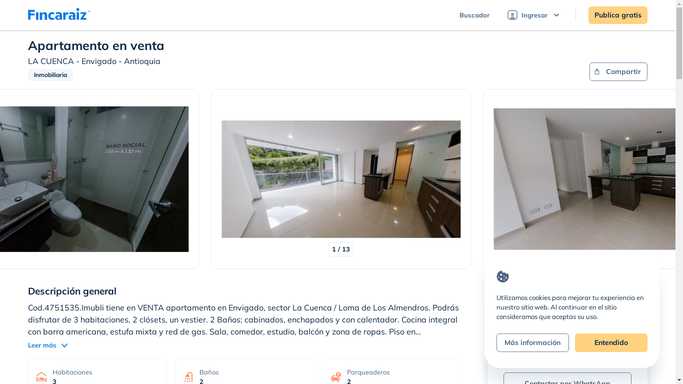 Fincaraiz
Buscador
Ingresar
Publica gratis
Apartamento en venta
LA CUENCA - Envigado - Antioquia
Inmobiliaria
Compartir
BAÑO SOCIAL
1 / 13
Descripción general
Cod.4751535.Imubli tiene en VENTA apartamento en Envigado, sector La Cuenca / Loma de Los Almendros. Podrás
disfrutar de 3 habitaciones, 2 clósets, un vestier. 2 Baños; cabinados, enchapados y con calentador. Cocina integral
con barra americana, estufa mixta y red de gas. Sala, comedor, estudio, balcón y zona de ropas. Piso en...
Leer más
Habitaciones
3
Baños
2
Parqueaderos
2
Utilizamos cookies para mejorar tu experiencia en
nuestro sitio web. Al continuar en el sitio
consideramos que aceptas su uso.
Más información
Entendido
Contactar por WhatsApp